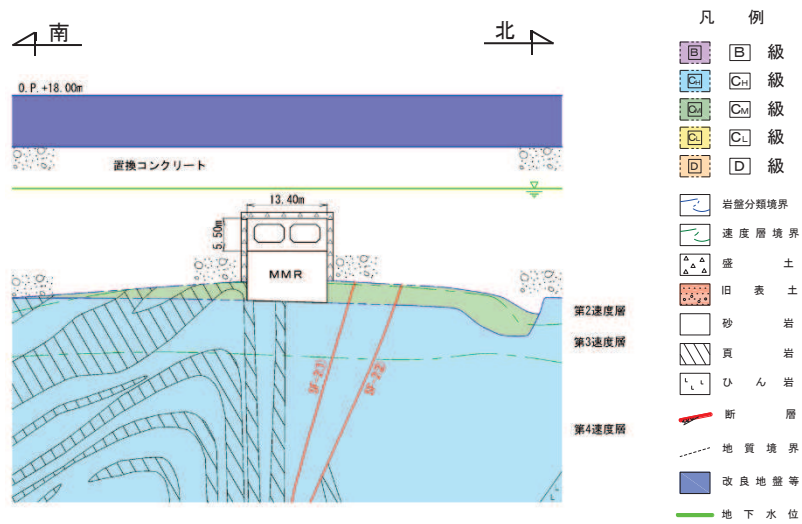 南
北
O.P.+18.00m
置換コンクリート
13.40m
5.50m
MMR
第2速度層
第3速度層
第4速度層
凡 例
B B 級
CH CH 級
CM CM 級
CL CL 級
D D 級
岩盤分類境界
速度層境界
盛 土
旧 表 土
砂 岩
頁 岩
ひ ん 岩
断 層
地 質 境 界
改 良 地 盤 等
地 下 水 位